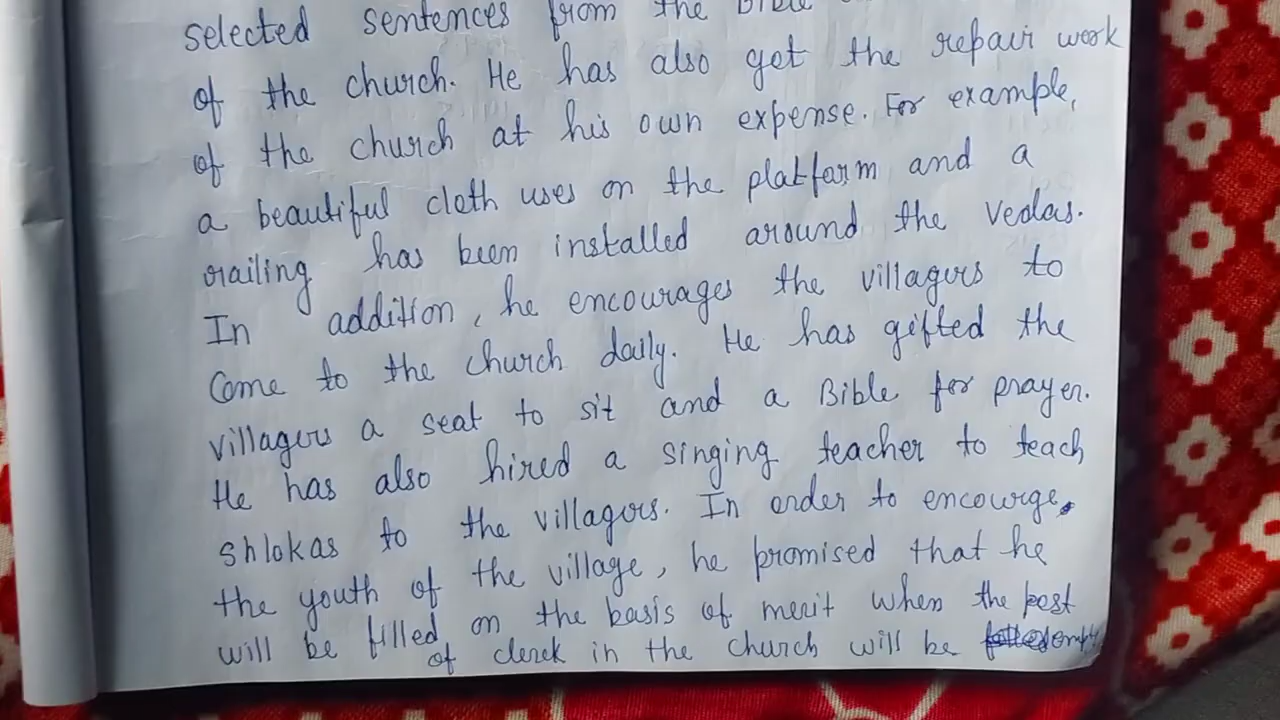 selected sentences from the Bible
of the church. He has also got the repair work
of the church at his own expense. For example,
a beautiful cloth uses on the platform and a
railing has been installed around the Vedas.
In addition, he encourages the villagers to
Come to the church daily. He has gifted the
villagers a seat to sit and a Bible for prayer.
He has also hired a singing teacher to teach
shlokas to the villagers. In order to encourge
the youth of the village, he promised that he
will be filled on the basis of merit when the post
of clerck in the church will be